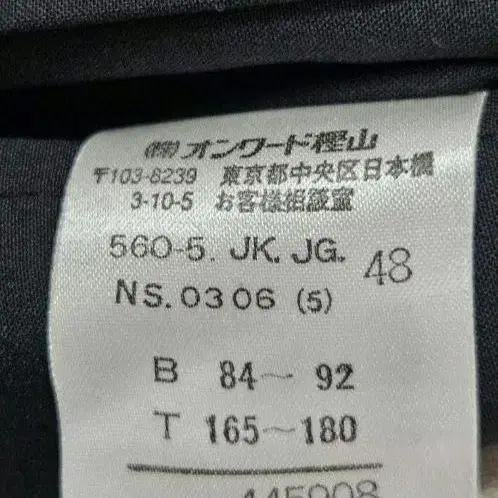 (株)オンワード樫山
〒103-8239 東京都中央区日本橋
3-10-5 お客様相談室
560-5. JK. JG. 48
NS. 0306 (5)
B 84～ 92
T 165～180